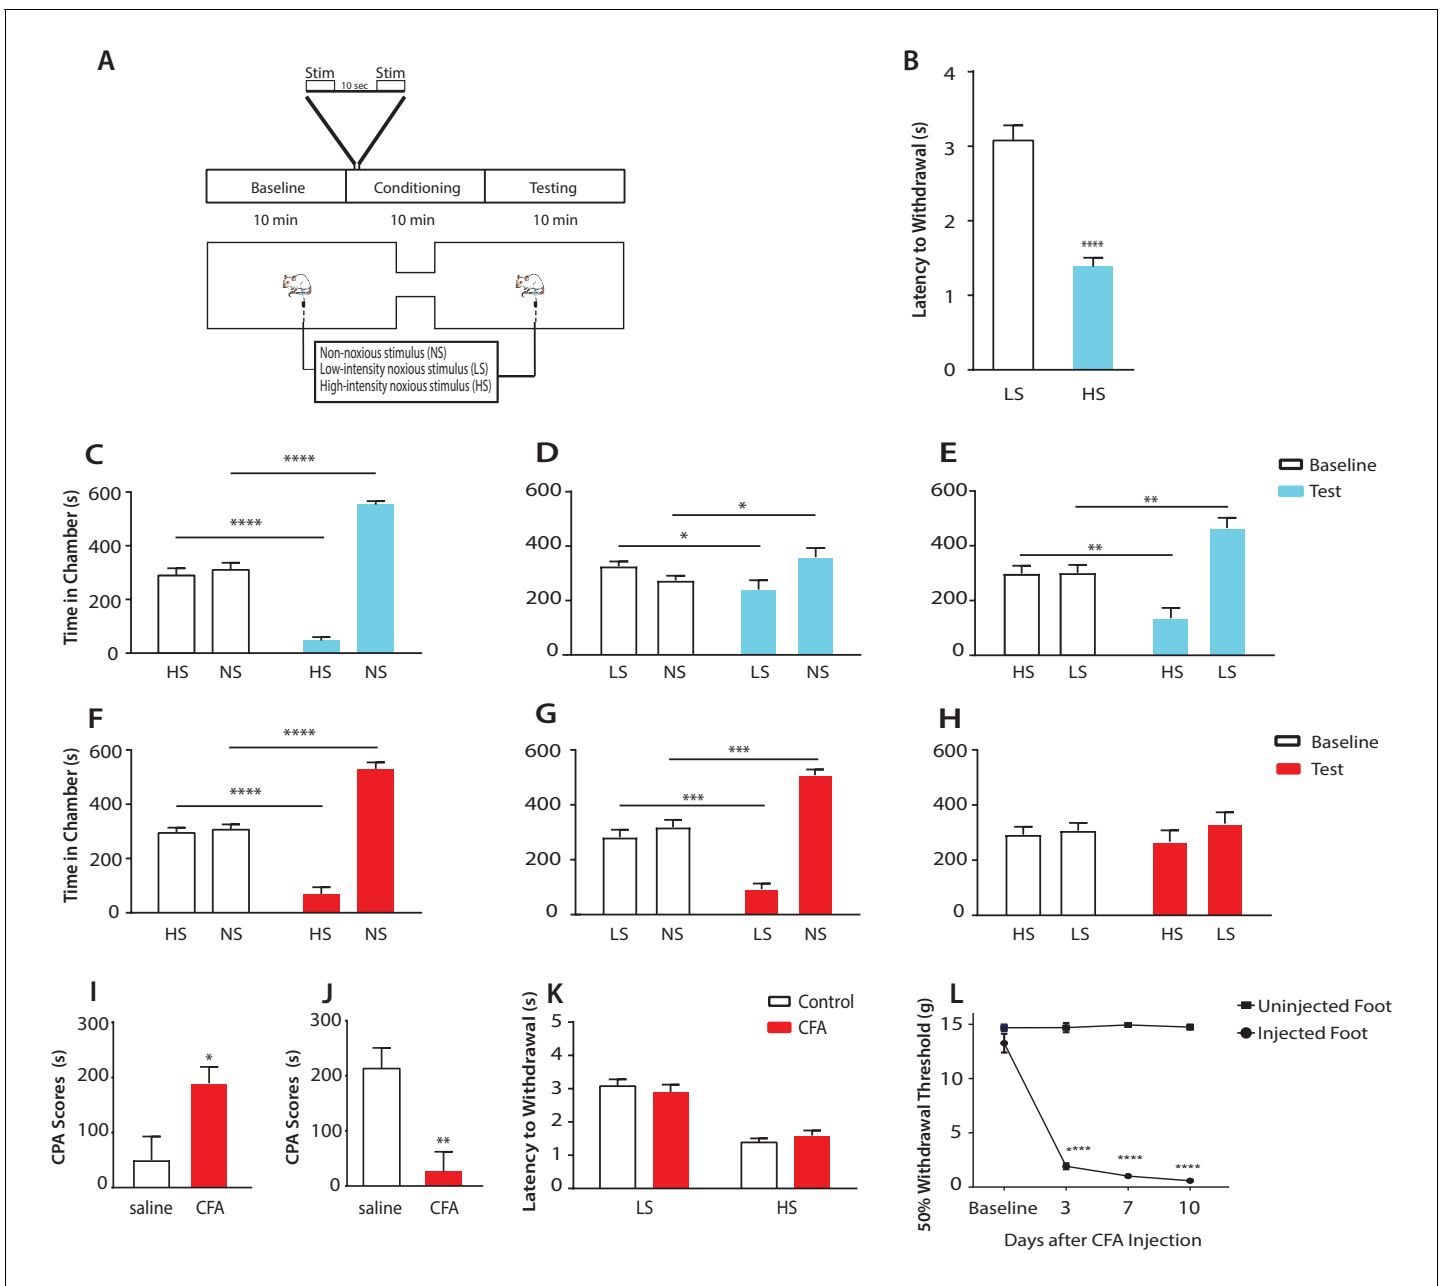 A
Stim Stim
10 sec
Baseline Conditioning Testing
10 min 10 min 10 min
Non-noxious stimulus (NS)
Low-intensity noxious stimulus (LS)
High-intensity noxious stimulus (HS)
B
Latency to Withdrawal (s)
4
3
2
1
0
****
LS HS
C
Time in Chamber (s)
600
400
200
0
****
****
HS NS HS NS
D
600
400
200
0
*
*
LS NS LS NS
E
600
400
200
0
**
**
HS LS HS LS
Baseline
Test
F
Time in Chamber (s)
600
400
200
0
****
****
HS NS HS NS
G
600
400
200
0
***
***
LS NS LS NS
H
600
400
200
0
HS LS HS LS
Baseline
Test
I
CPA Scores (s)
300
200
100
0
*
saline CFA
J
CPA Scores (s)
300
200
100
0
**
saline CFA
K
Latency to Withdrawal (s)
5
4
3
2
1
0
LS HS
Control
CFA
L
50% Withdrawal Threshold (g)
15
10
5
0
**** **** ****
Baseline 3 7 10
Days after CFA Injection
Uninjected Foot
Injected Foot